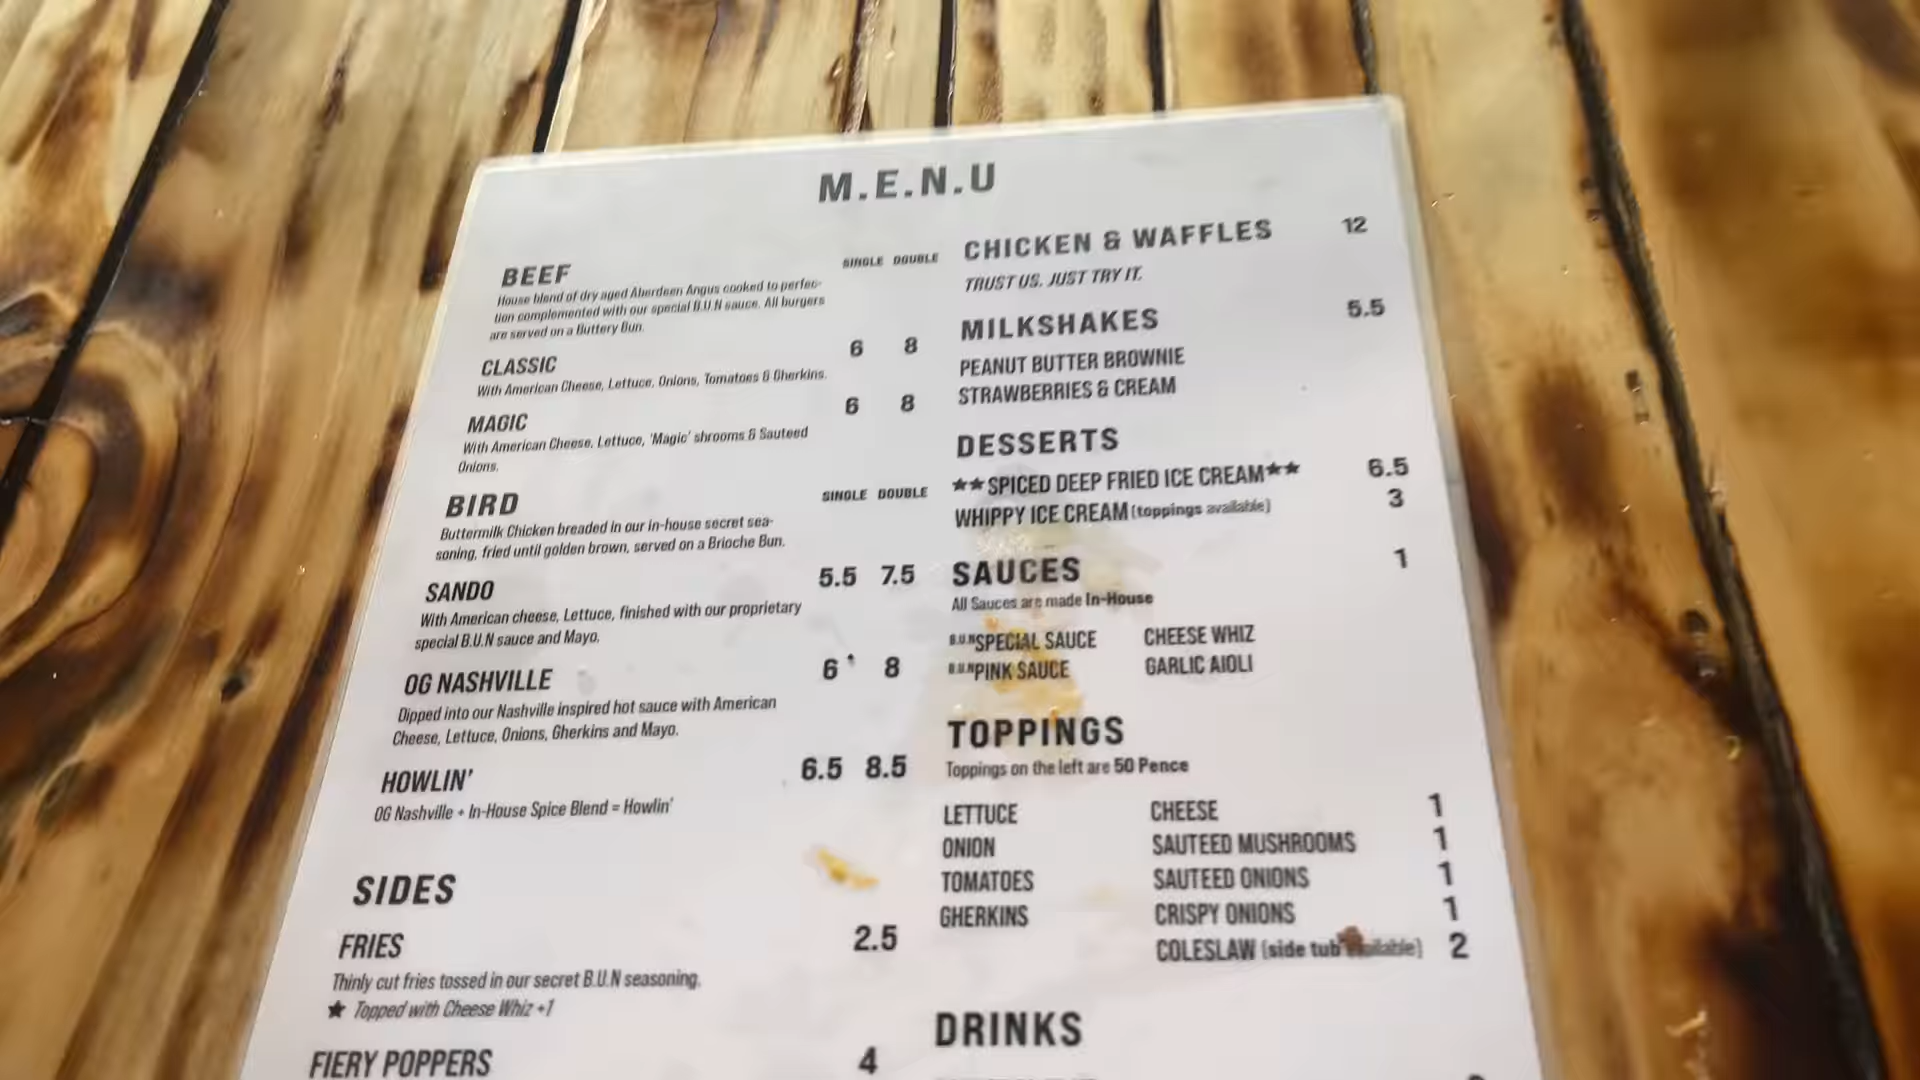 M.E.N.U
BEEF SINGLE DOUBLE
House blend of dry aged Aberdeen Angus cooked to perfec-
tion complemented with our special B.U.N sauce. All burgers
are served on a Buttery Bun.
CLASSIC 6 8
With American Cheese, Lettuce, Onions, Tomatoes & Gherkins.
MAGIC 6 8
With American Cheese, Lettuce, 'Magic' shrooms & Sauteed
Onions.
BIRD SINGLE DOUBLE
Buttermilk Chicken breaded in our in-house secret sea-
soning, fried until golden brown, served on a Brioche Bun.
SANDO 5.5 7.5
With American cheese, Lettuce, finished with our proprietary
special B.U.N sauce and Mayo.
OG NASHVILLE 6 8
Dipped into our Nashville inspired hot sauce with American
Cheese, Lettuce, Onions, Gherkins and Mayo.
HOWLIN' 6.5 8.5
OG Nashville + In-House Spice Blend = Howlin'
SIDES
FRIES 2.5
Thinly cut fries tossed in our secret B.U.N seasoning.
★ Topped with Cheese Whiz +1
FIERY POPPERS 4
CHICKEN & WAFFLES 12
TRUST US. JUST TRY IT.
MILKSHAKES 5.5
PEANUT BUTTER BROWNIE
STRAWBERRIES & CREAM
DESSERTS
★★SPICED DEEP FRIED ICE CREAM★★ 6.5
WHIPPY ICE CREAM (toppings available) 3
SAUCES 1
All Sauces are made In-House
B.U.N SPECIAL SAUCE CHEESE WHIZ
B.U.N PINK SAUCE GARLIC AIOLI
TOPPINGS
Toppings on the left are 50 Pence
LETTUCE CHEESE 1
ONION SAUTEED MUSHROOMS 1
TOMATOES SAUTEED ONIONS 1
GHERKINS CRISPY ONIONS 1
COLESLAW (side tub available) 2
DRINKS